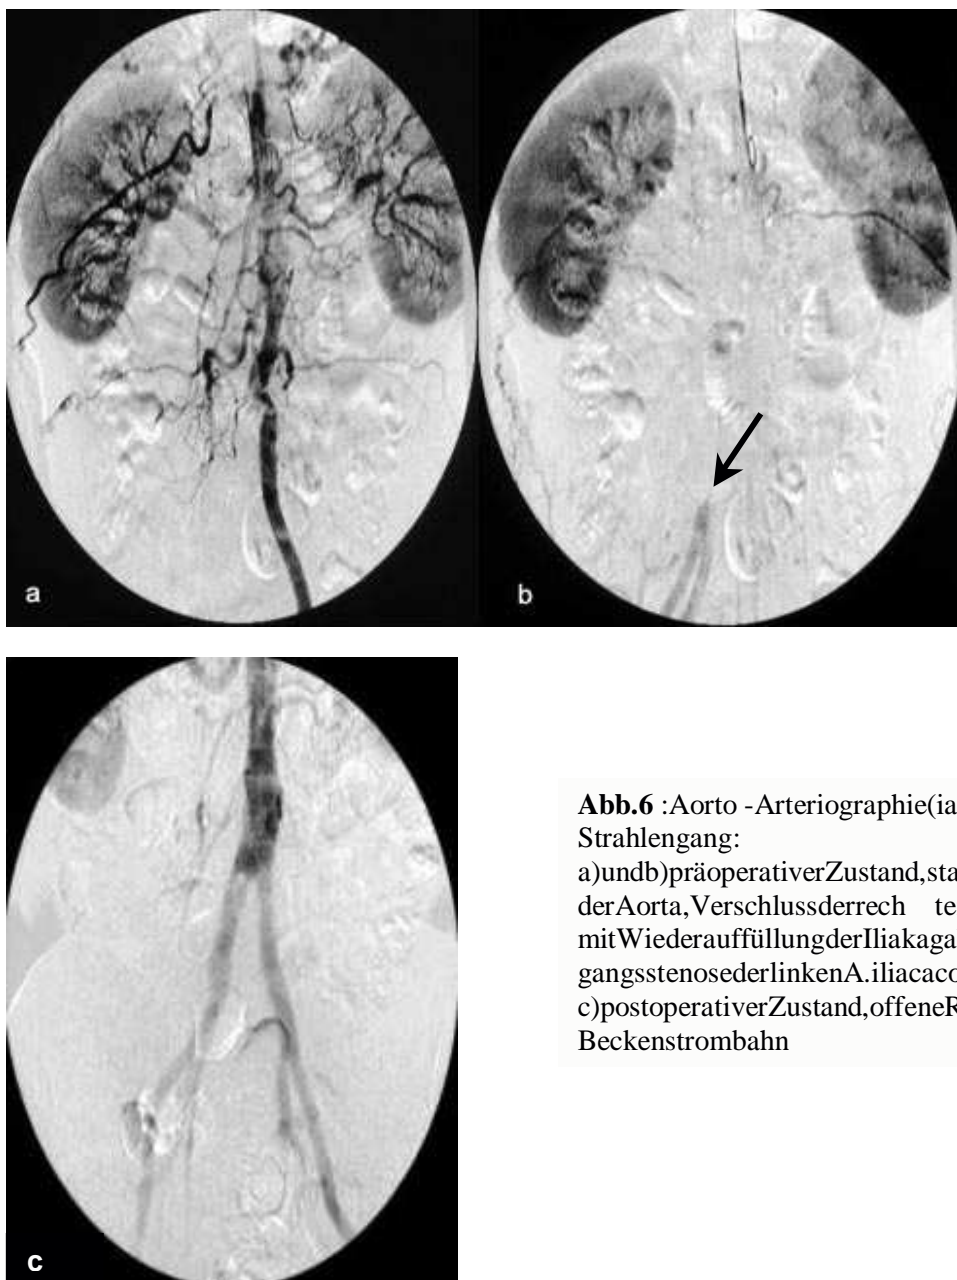 a
b
c
Abb.6 :Aorto -Arteriographie(ia
Strahlengang:
a)undb)präoperativerZustand,sta
derAorta,Verschlussderrech te
mitWiederauffüllungderIliakaga
gangsstenosederlinkenA.iliacaco
c)postoperativerZustand,offeneR
Beckenstrombahn